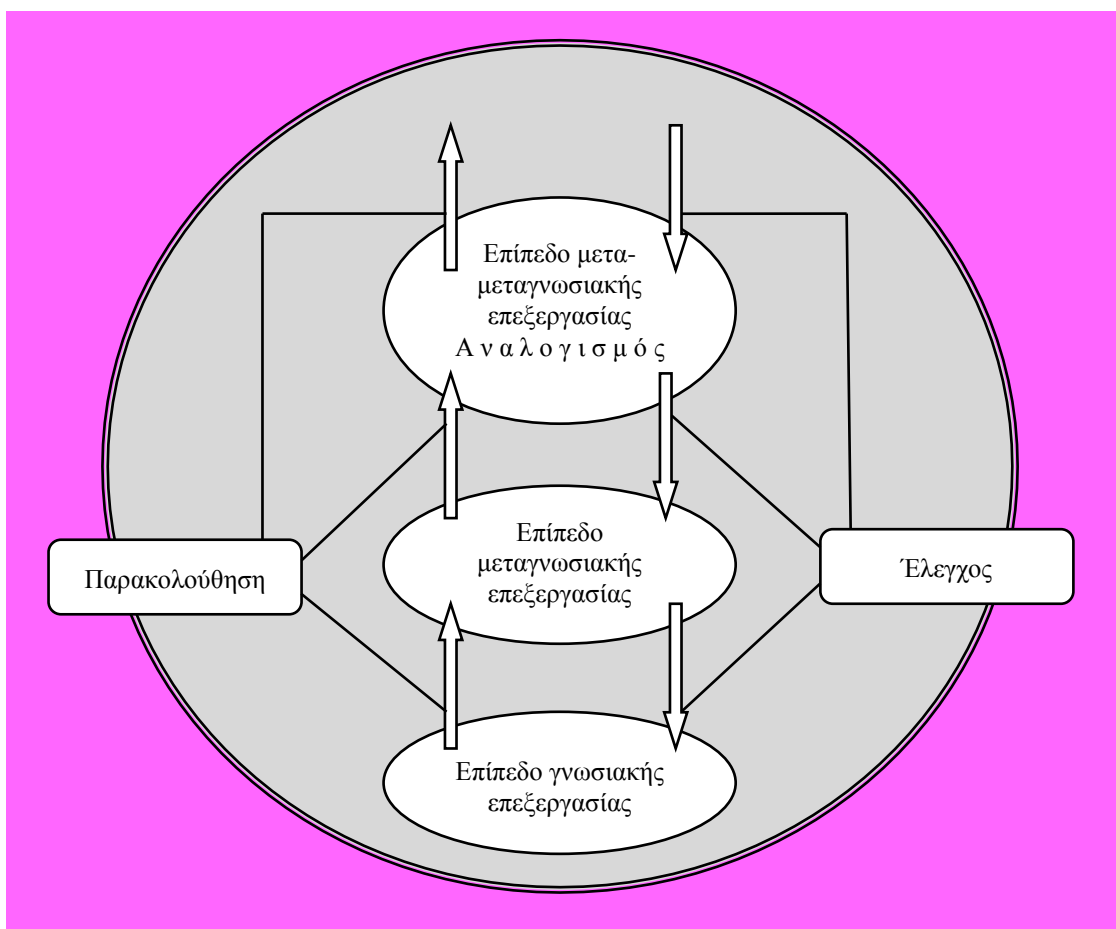 Επίπεδο μετα-
μεταγνωσιακής
επεξεργασίας
Α ν α λ ο γ ι σ μ ό ς
Επίπεδο
μεταγνωσιακής
επεξεργασίας
Παρακολούθηση
Έλεγχος
Επίπεδο γνωσιακής
επεξεργασίας